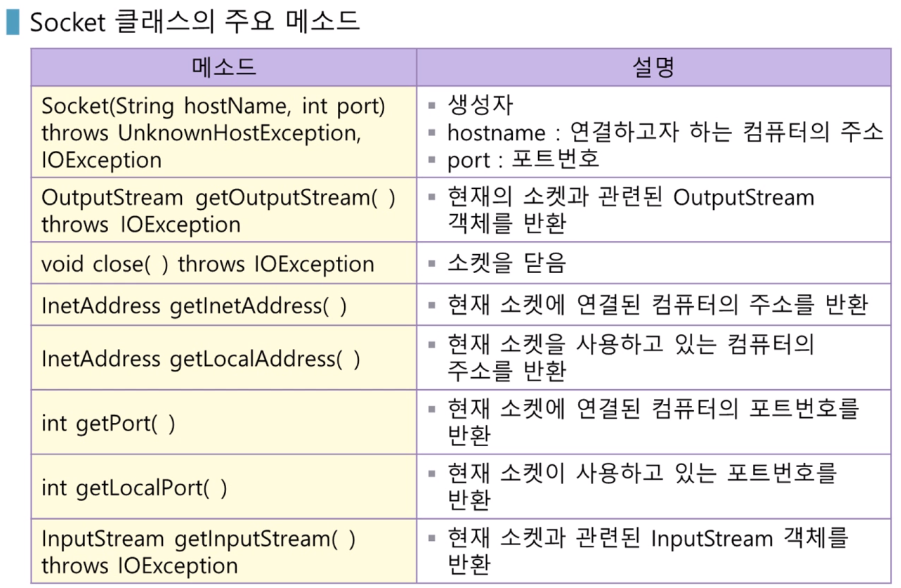 Socket 클래스의 주요 메소드
메소드
설명
Socket(String hostName, int port)
throws UnknownHostException,
IOException
▪ 생성자
▪ hostname : 연결하고자 하는 컴퓨터의 주소
▪ port : 포트번호
OutputStream getOutputStream( )
throws IOException
▪ 현재의 소켓과 관련된 OutputStream
객체를 반환
void close( ) throws IOException
▪ 소켓을 닫음
InetAddress getInetAddress( )
▪ 현재 소켓에 연결된 컴퓨터의 주소를 반환
InetAddress getLocalAddress( )
▪ 현재 소켓을 사용하고 있는 컴퓨터의
주소를 반환
int getPort( )
▪ 현재 소켓에 연결된 컴퓨터의 포트번호를
반환
int getLocalPort( )
▪ 현재 소켓이 사용하고 있는 포트번호를
반환
InputStream getInputStream( )
throws IOException
▪ 현재 소켓과 관련된 InputStream 객체를
반환